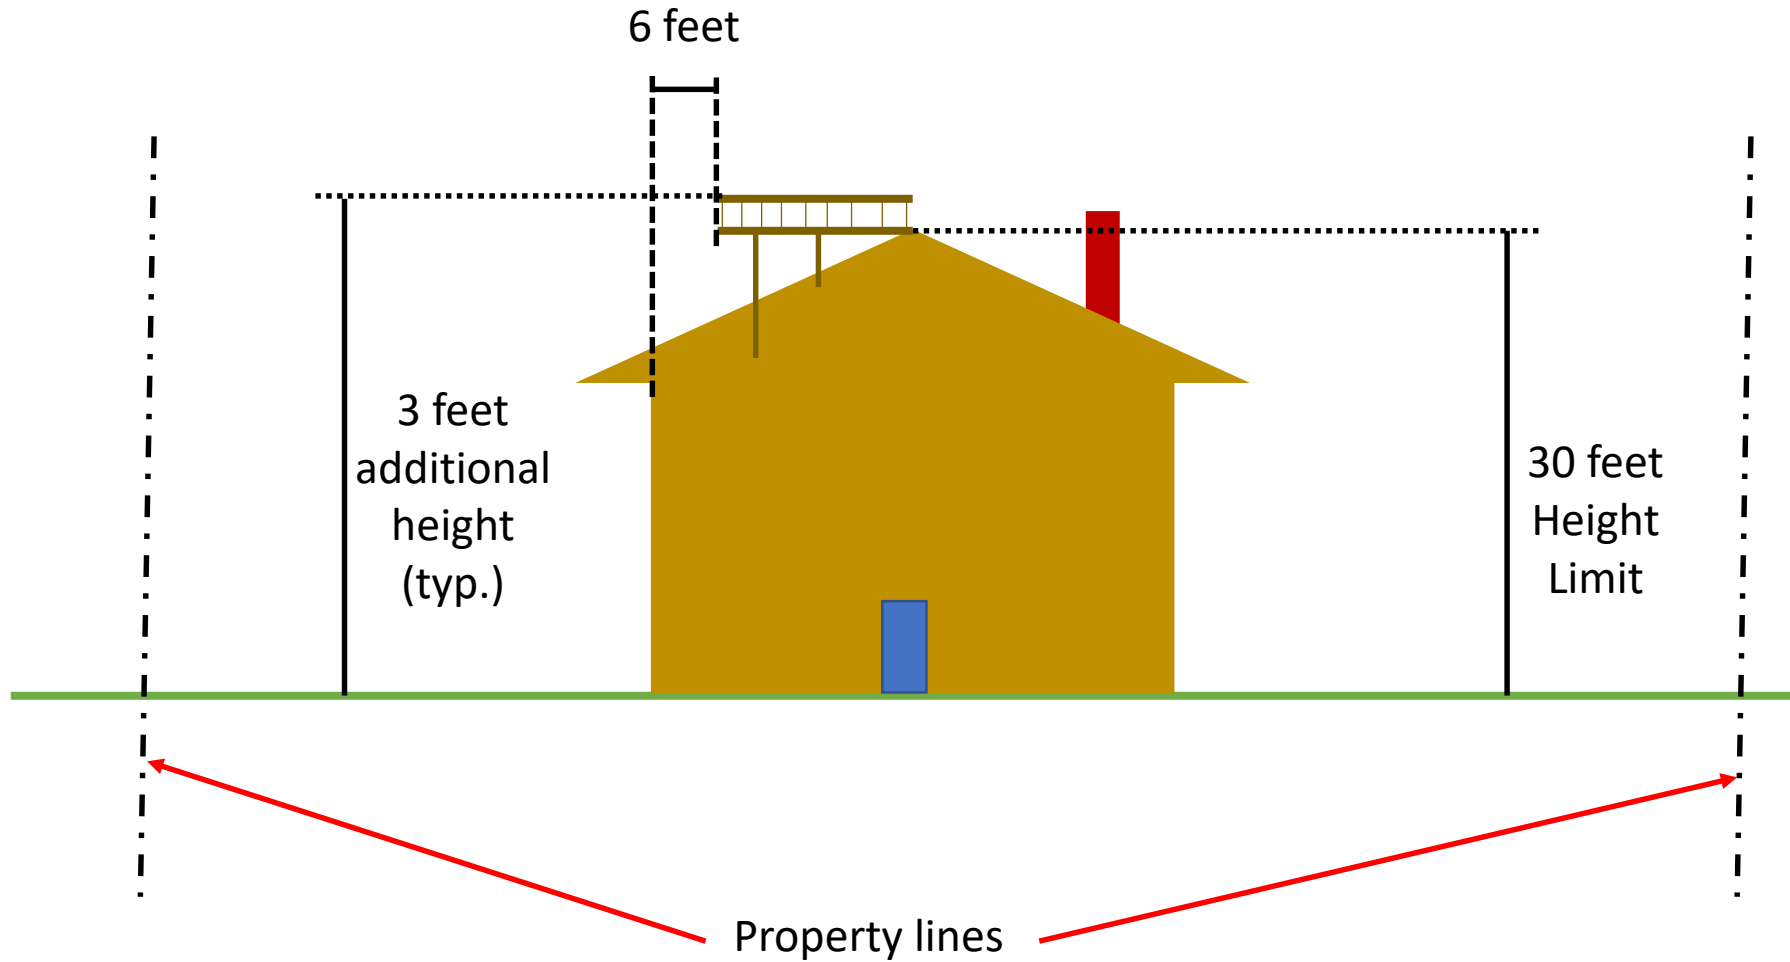 6 feet
3 feet
additional
height
(typ.)
30 feet
Height
Limit
Property lines